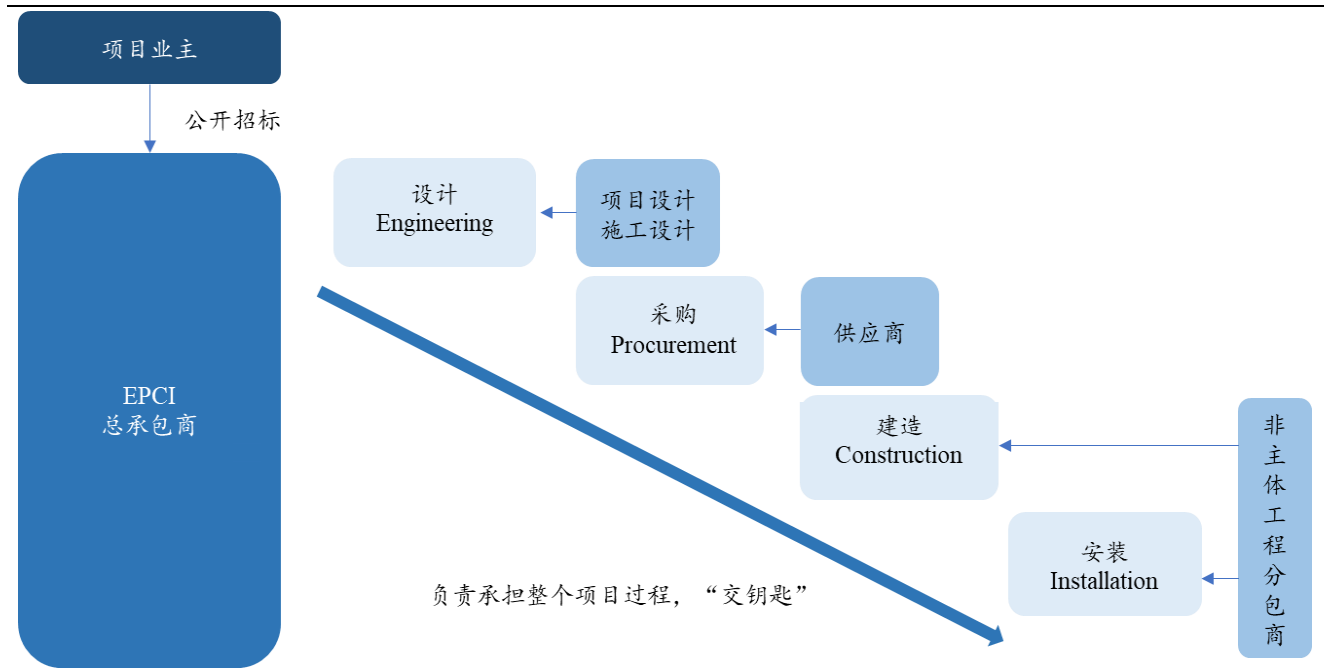 项目业主
公开招标
设计
Engineering
项目设计
施工设计
采购
Procurement
供应商
EPCI
总承包商
建造
Construction
非主体工程分包商
安装
Installation
负责承担整个项目过程，“交钥匙”